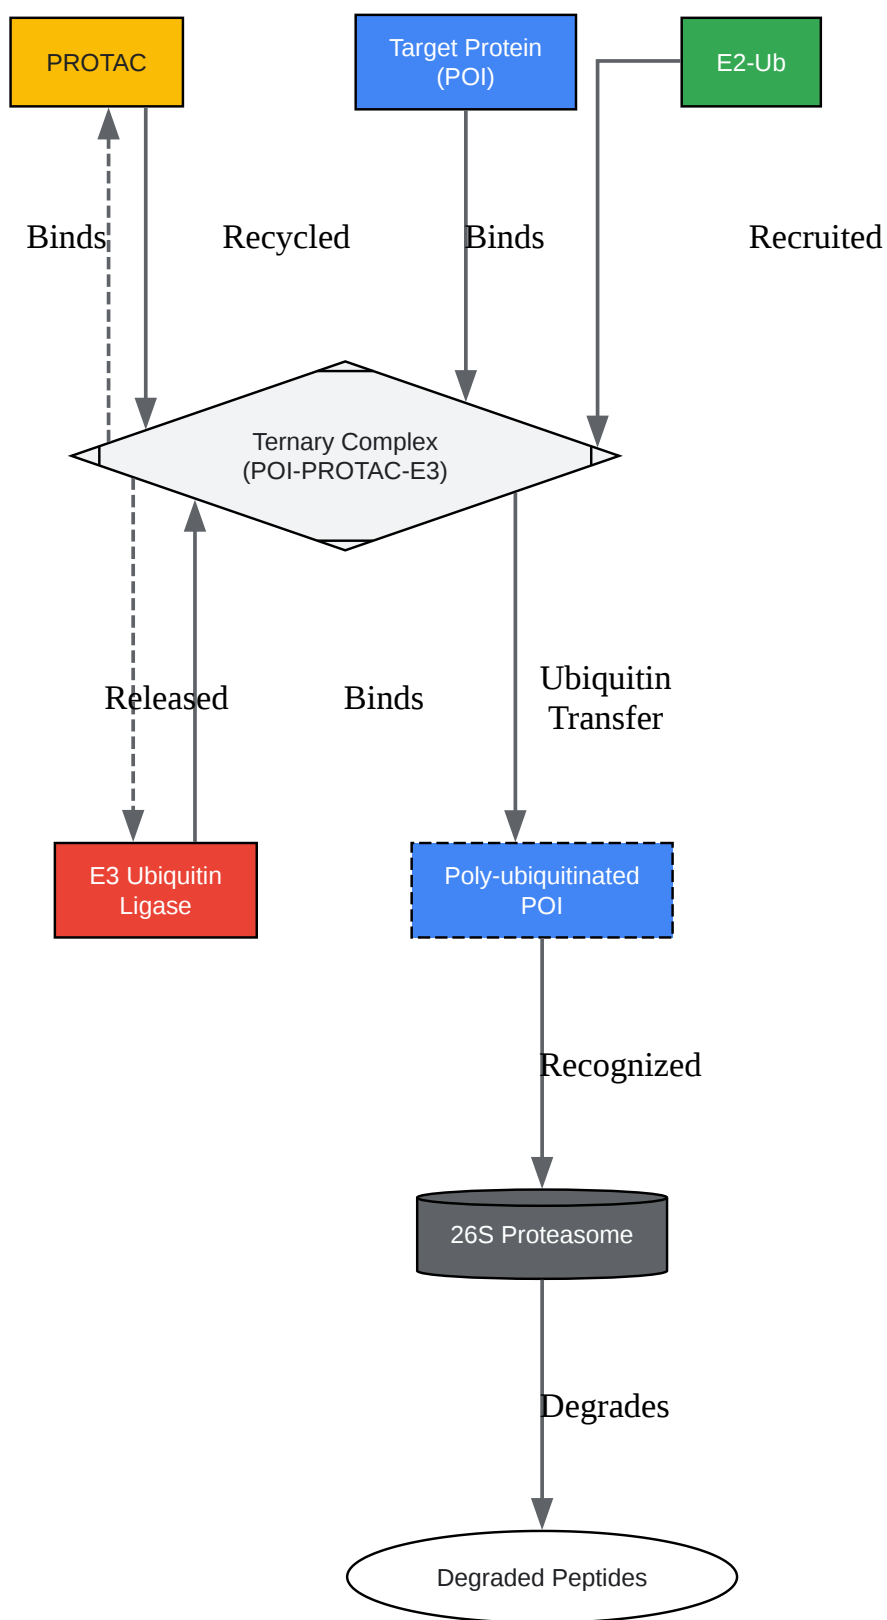 PROTAC
Target Protein
(POI)
E2-Ub
Binds
Recycled
Binds
Recruited
Ternary Complex
(POI-PROTAC-E3)
Released
Binds
Ubiquitin
Transfer
E3 Ubiquitin
Ligase
Poly-ubiquitinated
POI
Recognized
26S Proteasome
Degrades
Degraded Peptides